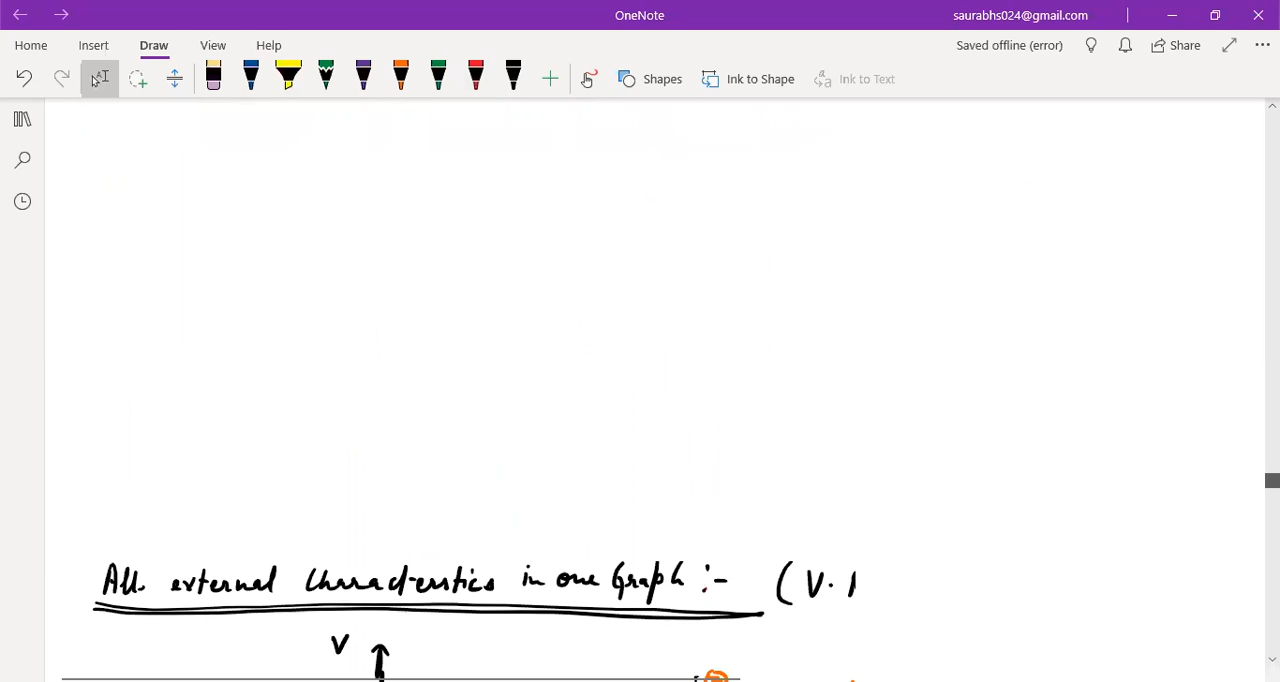 OneNote
saurabhs024@gmail.com
Home Insert Draw View Help
Saved offline (error) Share
Shapes Ink to Shape Ink to Text
All external characterstics in one Graph :- (V.
V